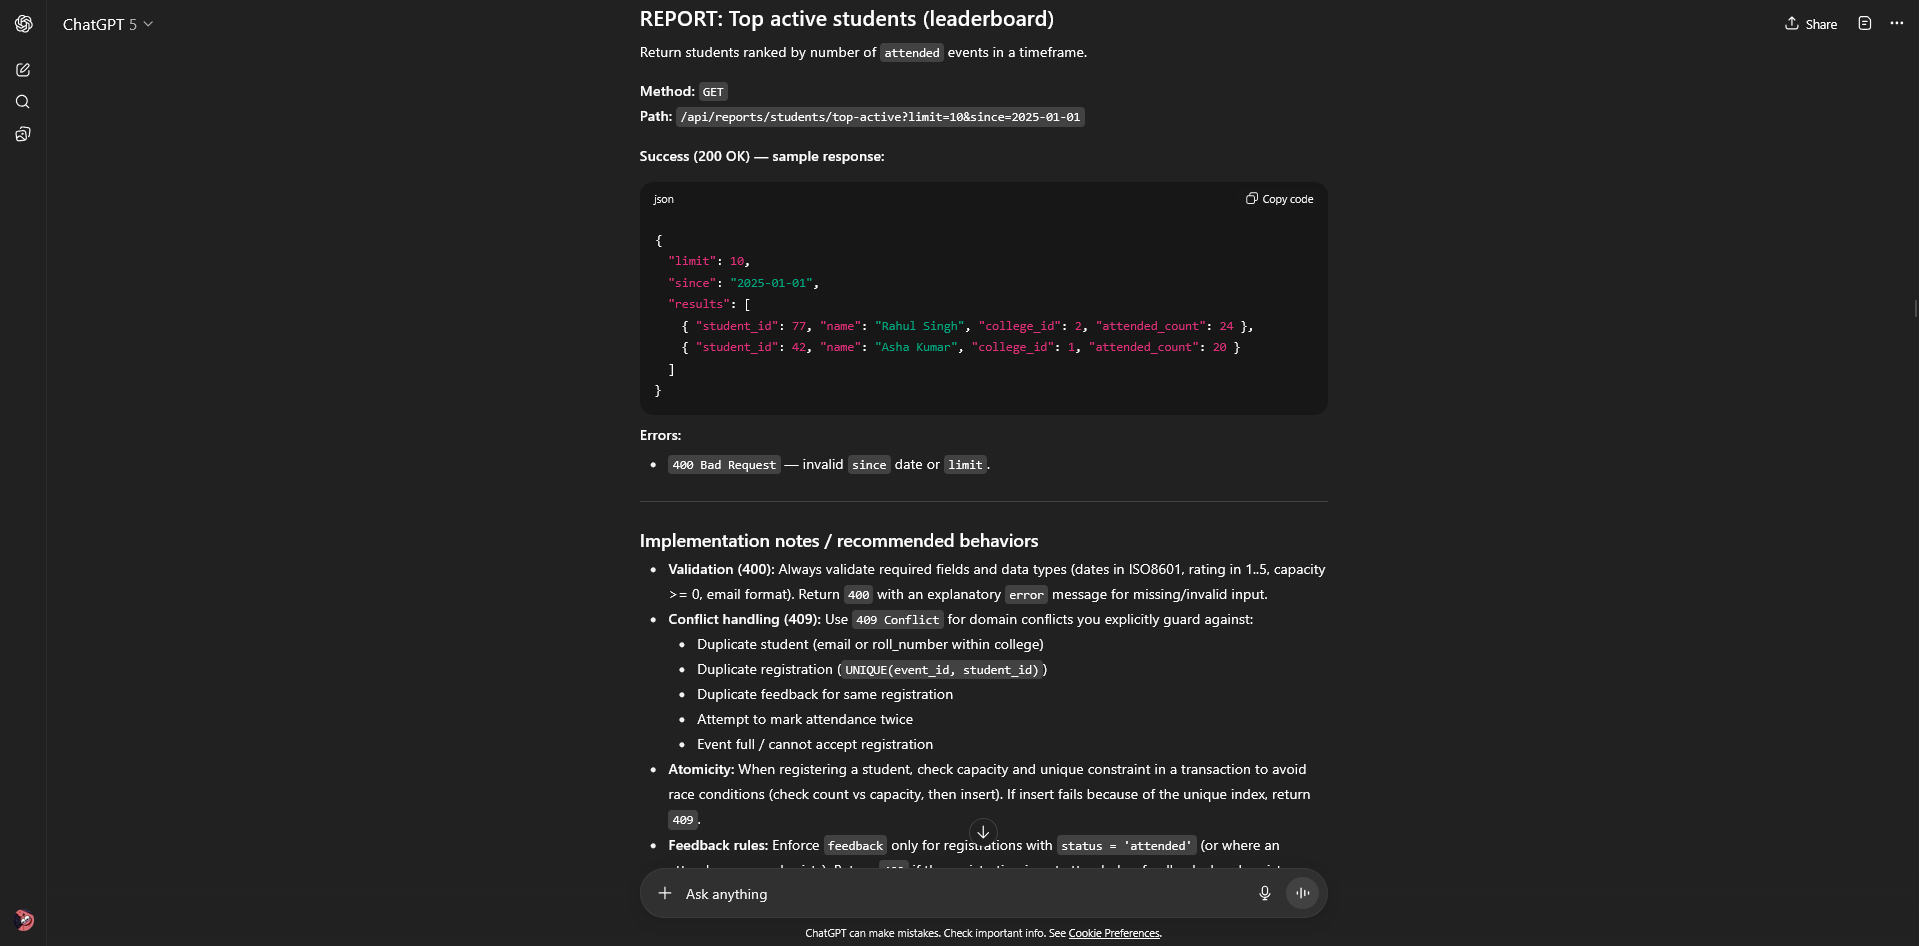 ChatGPT 5
Share
REPORT: Top active students (leaderboard)
Return students ranked by number of attended events in a timeframe.
Method: GET
Path: /api/reports/students/top-active?limit=10&since=2025-01-01
Success (200 OK) — sample response:
json
Copy code
{
  "limit": 10,
  "since": "2025-01-01",
  "results": [
    { "student_id": 77, "name": "Rahul Singh", "college_id": 2, "attended_count": 24 },
    { "student_id": 42, "name": "Asha Kumar", "college_id": 1, "attended_count": 20 }
  ]
}
Errors:
• 400 Bad Request — invalid since date or limit.
Implementation notes / recommended behaviors
• Validation (400): Always validate required fields and data types (dates in ISO8601, rating in 1..5, capacity
>= 0, email format). Return 400 with an explanatory error message for missing/invalid input.
• Conflict handling (409): Use 409 Conflict for domain conflicts you explicitly guard against:
• Duplicate student (email or roll_number within college)
• Duplicate registration (UNIQUE(event_id, student_id))
• Duplicate feedback for same registration
• Attempt to mark attendance twice
• Event full / cannot accept registration
• Atomicity: When registering a student, check capacity and unique constraint in a transaction to avoid
race conditions (check count vs capacity, then insert). If insert fails because of the unique index, return
409.
• Feedback rules: Enforce feedback only for registrations with status = 'attended' (or where an
Ask anything
ChatGPT can make mistakes. Check important info. See Cookie Preferences.